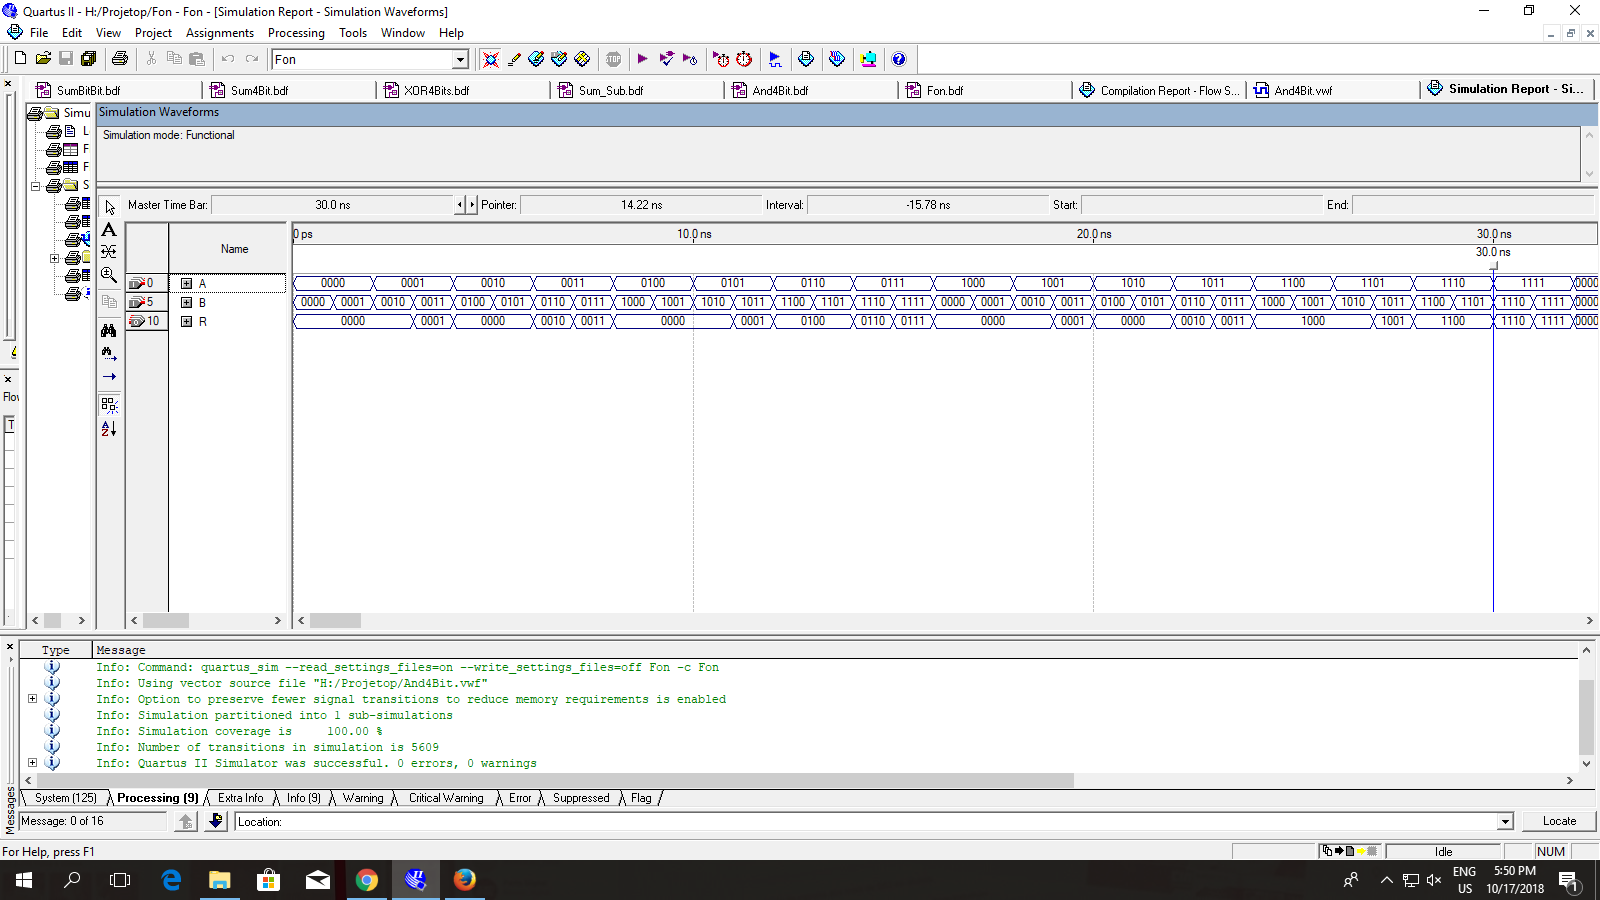 Quartus II - H:/Projetop/Fon - Fon - [Simulation Report - Simulation Waveforms]
File Edit View Project Assignments Processing Tools Window Help
Fon
SumBitBit.bdf Sum4Bit.bdf XOR4Bits.bdf Sum_Sub.bdf And4Bit.bdf Fon.bdf Compilation Report - Flow S... And4Bit.vwf Simulation Report - Si...
Simu
L
F
F
S
Simulation Waveforms
Simulation mode: Functional
Master Time Bar: 30.0 ns Pointer: 14.22 ns Interval: -15.78 ns Start: End:
Name
0 ps 10.0 ns 20.0 ns 30.0 ns
30.0 ns
0 A 0000 0001 0010 0011 0100 0101 0110 0111 1000 1001 1010 1011 1100 1101 1110 1111 0000
5 B 0000 0001 0010 0011 0100 0101 0110 0111 1000 1001 1010 1011 1100 1101 1110 1111 0000 0001 0010 0011 0100 0101 0110 0111 1000 1001 1010 1011 1100 1101 1110 1111 0000
10 R 0000 0001 0000 0010 0011 0000 0001 0100 0110 0111 0000 0001 0000 0010 0011 1000 1001 1100 1110 1111 0000
Flo
T
Type Message
Info: Command: quartus_sim --read_settings_files=on --write_settings_files=off Fon -c Fon
Info: Using vector source file "H:/Projetop/And4Bit.vwf"
Info: Option to preserve fewer signal transitions to reduce memory requirements is enabled
Info: Simulation partitioned into 1 sub-simulations
Info: Simulation coverage is 100.00 %
Info: Number of transitions in simulation is 5609
Info: Quartus II Simulator was successful. 0 errors, 0 warnings
System (125) Processing (9) Extra Info Info (9) Warning Critical Warning Error Suppressed Flag
Messages
Message: 0 of 16 Location: Locate
For Help, press F1 Idle NUM
ENG 5:50 PM
US 10/17/2018 1